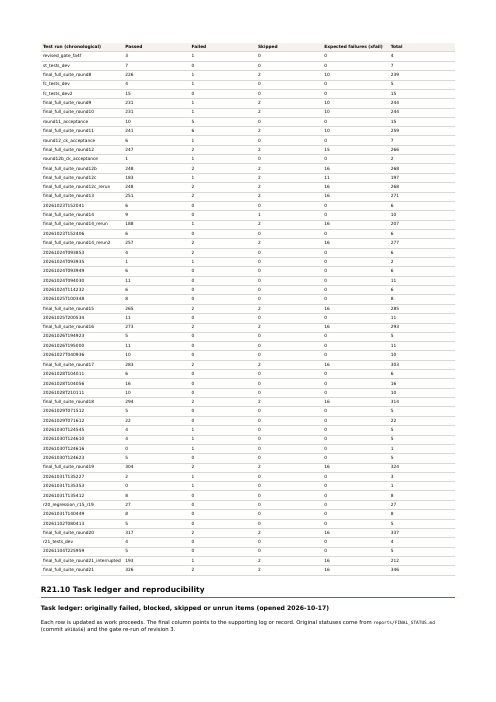 Test run (chronological) Passed Failed Skipped Expected failures (xfail) Total
revised_gate_fx4f 3 1 0 0 4
st_tests_dev 7 0 0 0 7
final_full_suite_round8 226 1 2 10 239
fc_tests_dev 4 1 0 0 5
fc_tests_dev2 15 0 0 0 15
final_full_suite_round9 231 1 2 10 244
final_full_suite_round10 231 1 2 10 244
round11_acceptance 10 5 0 0 15
final_full_suite_round11 241 6 2 10 259
round12_ck_acceptance 6 1 0 0 7
final_full_suite_round12 247 2 2 15 266
round12b_ck_acceptance 1 1 0 0 2
final_full_suite_round12b 248 2 2 16 268
final_full_suite_round12c 183 1 2 11 197
final_full_suite_round12c_rerun 248 2 2 16 268
final_full_suite_round13 251 2 2 16 271
20261023T152041 6 0 0 0 6
final_full_suite_round14 9 0 1 0 10
final_full_suite_round14_rerun 188 1 2 16 207
20261023T152406 6 0 0 0 6
final_full_suite_round14_rerun2 257 2 2 16 277
20261024T093853 4 2 0 0 6
20261024T093935 1 1 0 0 2
20261024T093949 6 0 0 0 6
20261024T094030 11 0 0 0 11
20261024T114232 6 0 0 0 6
20261025T100348 8 0 0 0 8
final_full_suite_round15 265 2 2 16 285
20261025T200534 11 0 0 0 11
final_full_suite_round16 273 2 2 16 293
20261026T194923 5 0 0 0 5
20261026T195000 11 0 0 0 11
20261027T040936 10 0 0 0 10
final_full_suite_round17 283 2 2 16 303
20261028T104011 6 0 0 0 6
20261028T104056 16 0 0 0 16
20261028T210111 10 0 0 0 10
final_full_suite_round18 294 2 2 16 314
20261029T071512 5 0 0 0 5
20261029T071612 22 0 0 0 22
20261030T124545 4 1 0 0 5
20261030T124610 4 1 0 0 5
20261030T124616 0 1 0 0 1
20261030T124623 5 0 0 0 5
final_full_suite_round19 304 2 2 16 324
20261031T135227 2 1 0 0 3
20261031T135353 0 1 0 0 1
20261031T135412 8 0 0 0 8
r20_regression_r15_r19 27 0 0 0 27
20261031T140449 8 0 0 0 8
20261102T080413 5 0 0 0 5
final_full_suite_round20 317 2 2 16 337
r21_tests_dev 4 0 0 0 4
20261104T225959 5 0 0 0 5
final_full_suite_round21_interrupted 193 1 2 16 212
final_full_suite_round21 326 2 2 16 346
R21.10 Task ledger and reproducibility
Task ledger: originally failed, blocked, skipped or unrun items (opened 2026-10-17)
Each row is updated as work proceeds. The final column points to the supporting log or record. Original statuses come from reports/FINAL_STATUS.md
(commit and the gate re-run of revision 3.